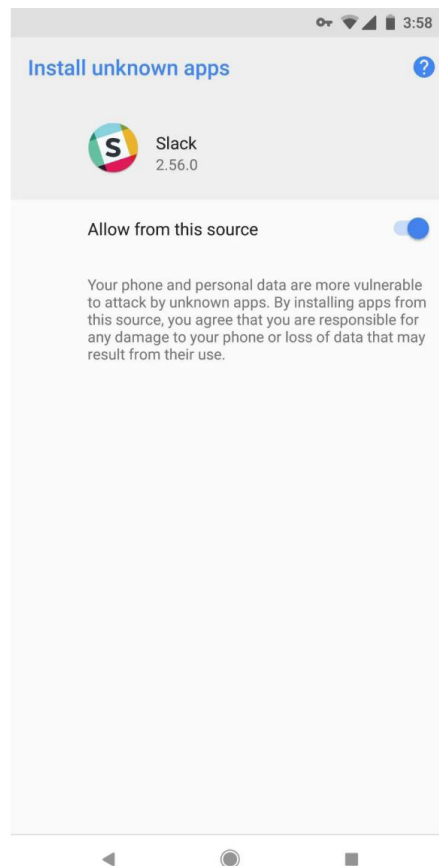 3:58
Install unknown apps
?
S
Slack
2.56.0
Allow from this source
Your phone and personal data are more vulnerable
to attack by unknown apps. By installing apps from
this source, you agree that you are responsible for
any damage to your phone or loss of data that may
result from their use.